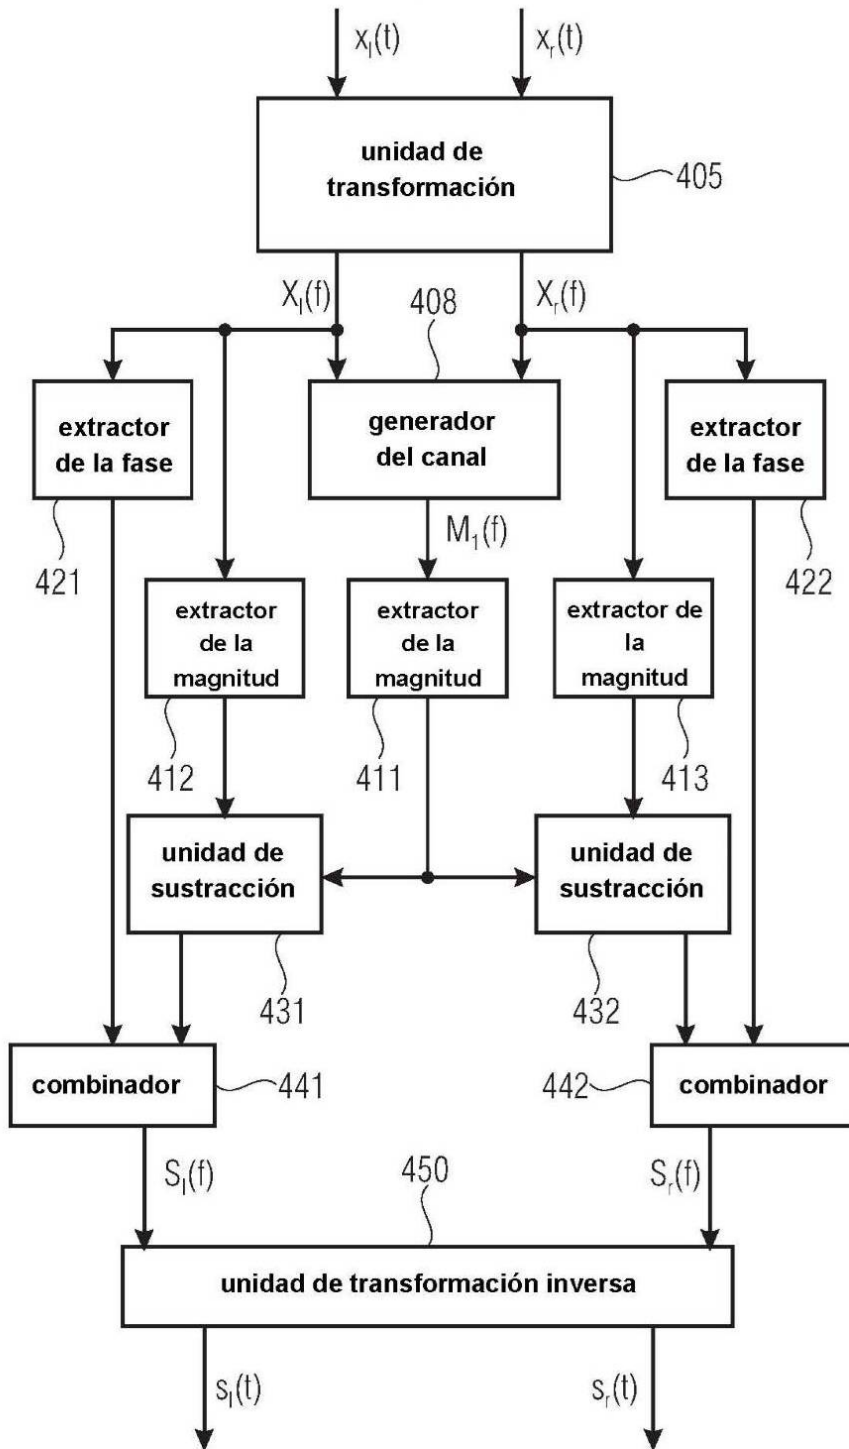 x_l(t)
x_r(t)
unidad de
transformación
405
X_l(f)
408
X_r(f)
extractor
de la fase
generador
del canal
extractor
de la fase
M_1(f)
421
422
extractor
de la
magnitud
extractor
de la
magnitud
extractor de
la
magnitud
412
411
413
unidad de
sustracción
unidad de
sustracción
431
432
combinador
441
442
combinador
S_l(f)
450
S_r(f)
unidad de transformación inversa
s_l(t)
s_r(t)